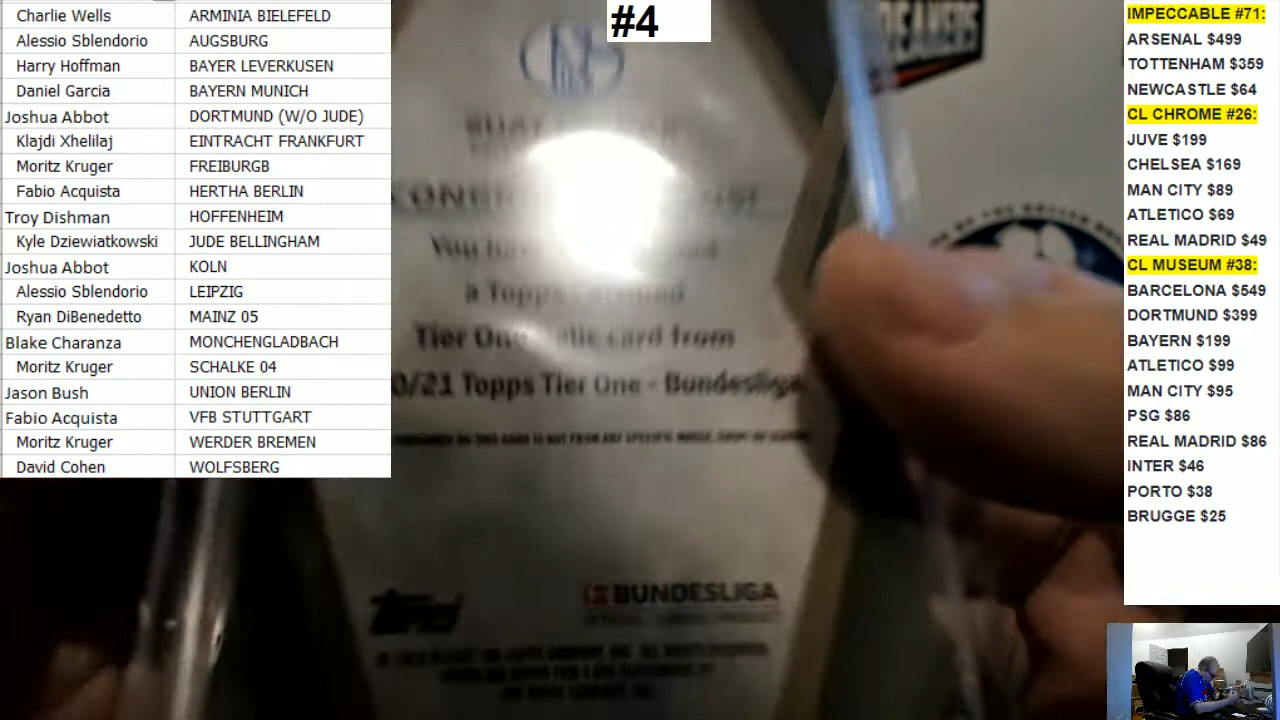 #4
Charlie Wells ARMINIA BIELEFELD
Alessio Sblendorio AUGSBURG
Harry Hoffman BAYER LEVERKUSEN
Daniel Garcia BAYERN MUNICH
Joshua Abbot DORTMUND (W/O JUDE)
Klajdi Xhelilaj EINTRACHT FRANKFURT
Moritz Kruger FREIBURGB
Fabio Acquista HERTHA BERLIN
Troy Dishman HOFFENHEIM
Kyle Dziewiatkowski JUDE BELLINGHAM
Joshua Abbot KOLN
Alessio Sblendorio LEIPZIG
Ryan DiBenedetto MAINZ 05
Blake Charanza MONCHENGLADBACH
Moritz Kruger SCHALKE 04
Jason Bush UNION BERLIN
Fabio Acquista VFB STUTTGART
Moritz Kruger WERDER BREMEN
David Cohen WOLFSBERG
You
a Topps
Tier card from
0/21 Topps Tier One - Bundesliga
topps
BUNDESLIGA
IMPECCABLE #71:
ARSENAL $499
TOTTENHAM $359
NEWCASTLE $64
CL CHROME #26:
JUVE $199
CHELSEA $169
MAN CITY $89
ATLETICO $69
REAL MADRID $49
CL MUSEUM #38:
BARCELONA $549
DORTMUND $399
BAYERN $199
ATLETICO $99
MAN CITY $95
PSG $86
REAL MADRID $86
INTER $46
PORTO $38
BRUGGE $25